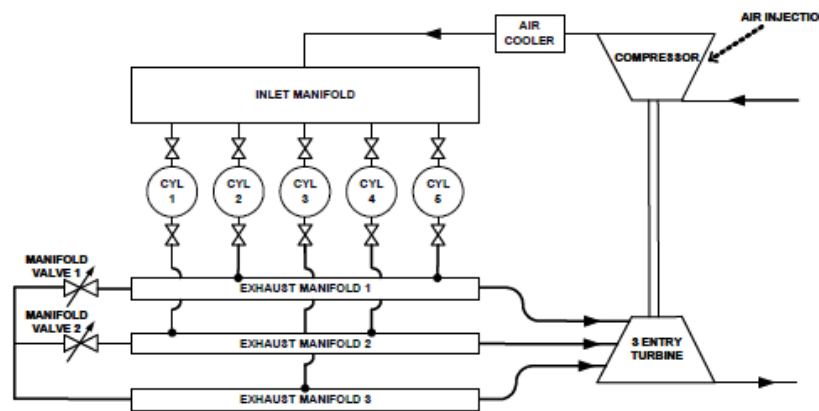 AIR INJECTIO
AIR
COOLER
COMPRESSOR
INLET MANIFOLD
CYL
1
CYL
2
CYL
3
CYL
4
CYL
5
MANIFOLD
VALVE 1
EXHAUST MANIFOLD 1
MANIFOLD
VALVE 2
EXHAUST MANIFOLD 2
3 ENTRY
TURBINE
EXHAUST MANIFOLD 3